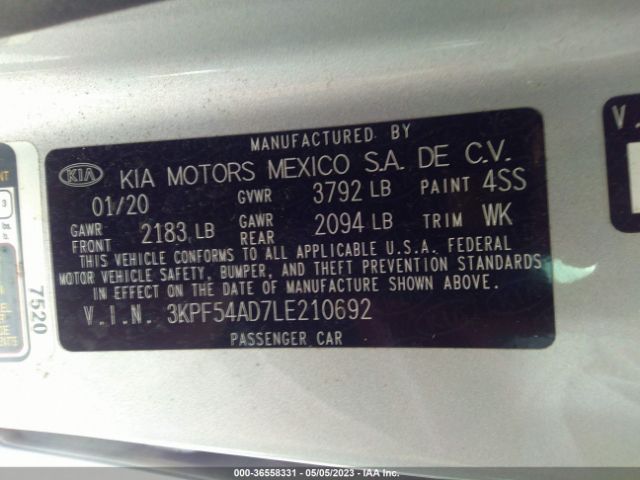 MANUFACTURED BY
KIA KIA MOTORS MEXICO S.A. DE C.V.
01/20 GVWR 3792 LB PAINT 4SS
GAWR FRONT 2183 LB GAWR REAR 2094 LB TRIM WK
THIS VEHICLE CONFORMS TO ALL APPLICABLE U.S.A. FEDERAL
MOTOR VEHICLE SAFETY, BUMPER, AND THEFT PREVENTION STANDARDS
IN EFFECT ON THE DATE OF MANUFACTURE SHOWN ABOVE.
V.I.N. 3KPF54AD7LE210692
PASSENGER CAR
7520
V.
000-36558331 - 05/05/2023 - IAA Inc.